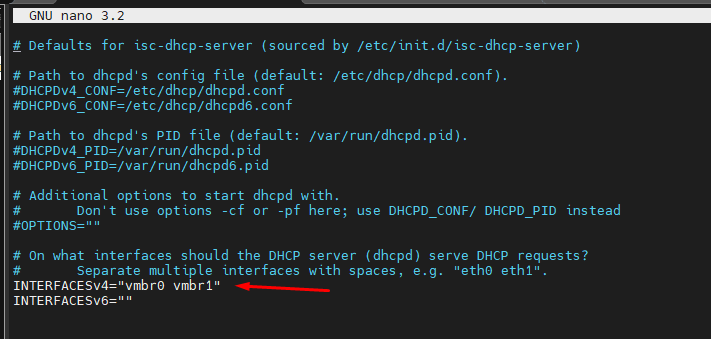 GNU nano 3.2
# Defaults for isc-dhcp-server (sourced by /etc/init.d/isc-dhcp-server)
# Path to dhcpd's config file (default: /etc/dhcp/dhcpd.conf).
#DHCPDv4_CONF=/etc/dhcp/dhcpd.conf
#DHCPDv6_CONF=/etc/dhcp/dhcpd6.conf
# Path to dhcpd's PID file (default: /var/run/dhcpd.pid).
#DHCPDv4_PID=/var/run/dhcpd.pid
#DHCPDv6_PID=/var/run/dhcpd6.pid
# Additional options to start dhcpd with.
#       Don't use options -cf or -pf here; use DHCPD_CONF/ DHCPD_PID instead
#OPTIONS=""
# On what interfaces should the DHCP server (dhcpd) serve DHCP requests?
#       Separate multiple interfaces with spaces, e.g. "eth0 eth1".
INTERFACESv4="vmbr0 vmbr1"
INTERFACESv6=""